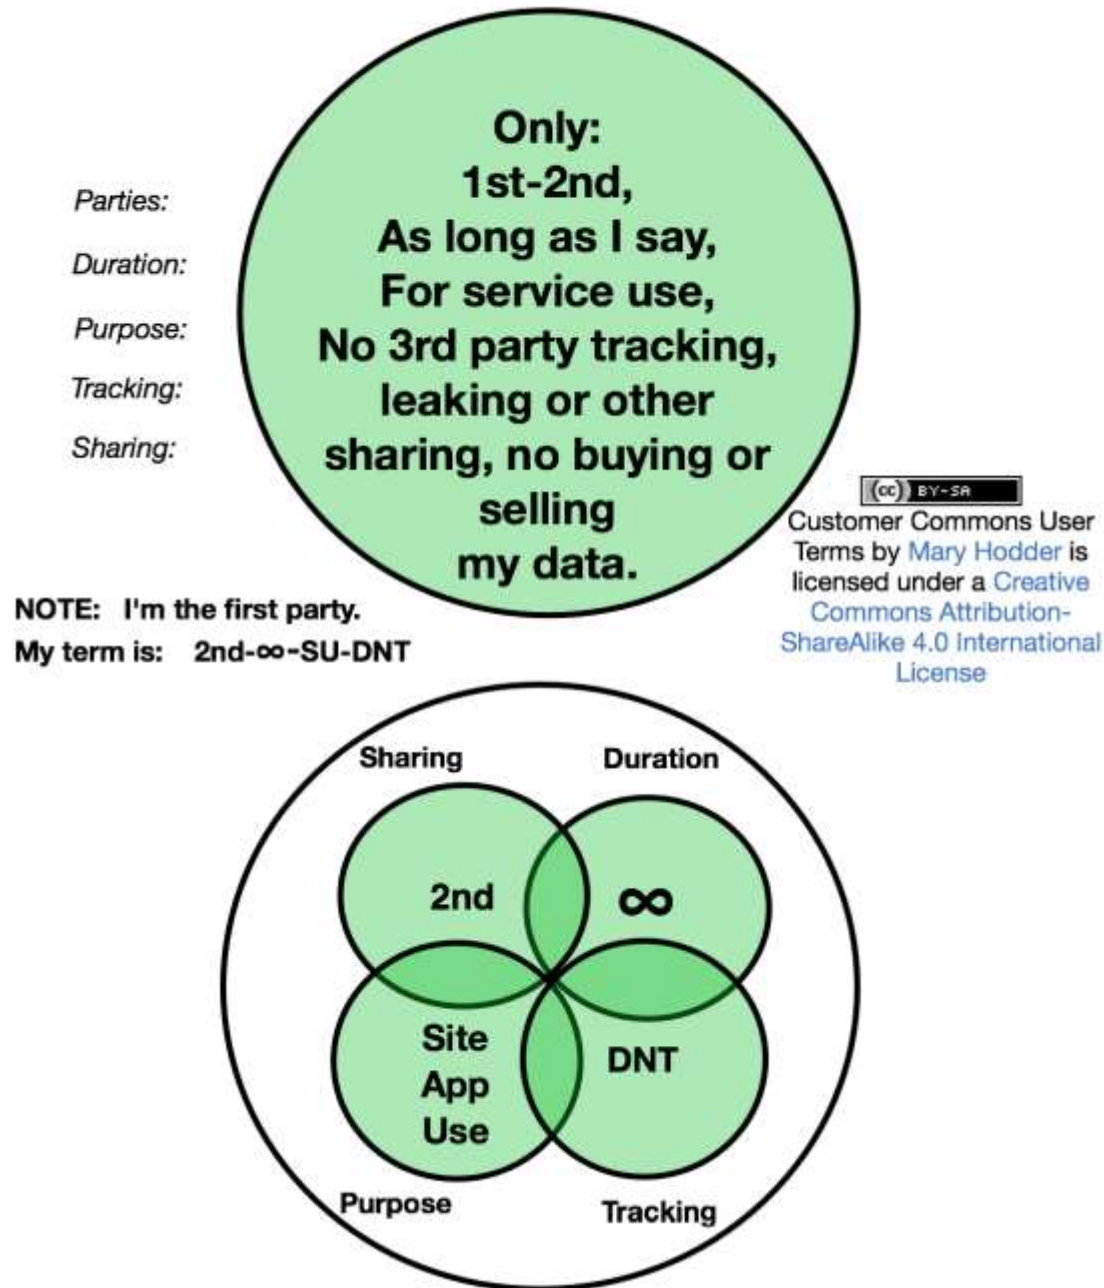 Only:
1st-2nd,
As long as I say,
For service use,
No 3rd party tracking,
leaking or other
sharing, no buying or
selling
my data.
Parties:
Duration:
Purpose:
Tracking:
Sharing:
(cc) BY-SA
Customer Commons User
Terms by Mary Hodder is
licensed under a Creative
Commons Attribution-
ShareAlike 4.0 International
License
NOTE: I'm the first party.
My term is: 2nd-∞-SU-DNT
Sharing
Duration
2nd
∞
Site
App
Use
DNT
Purpose
Tracking